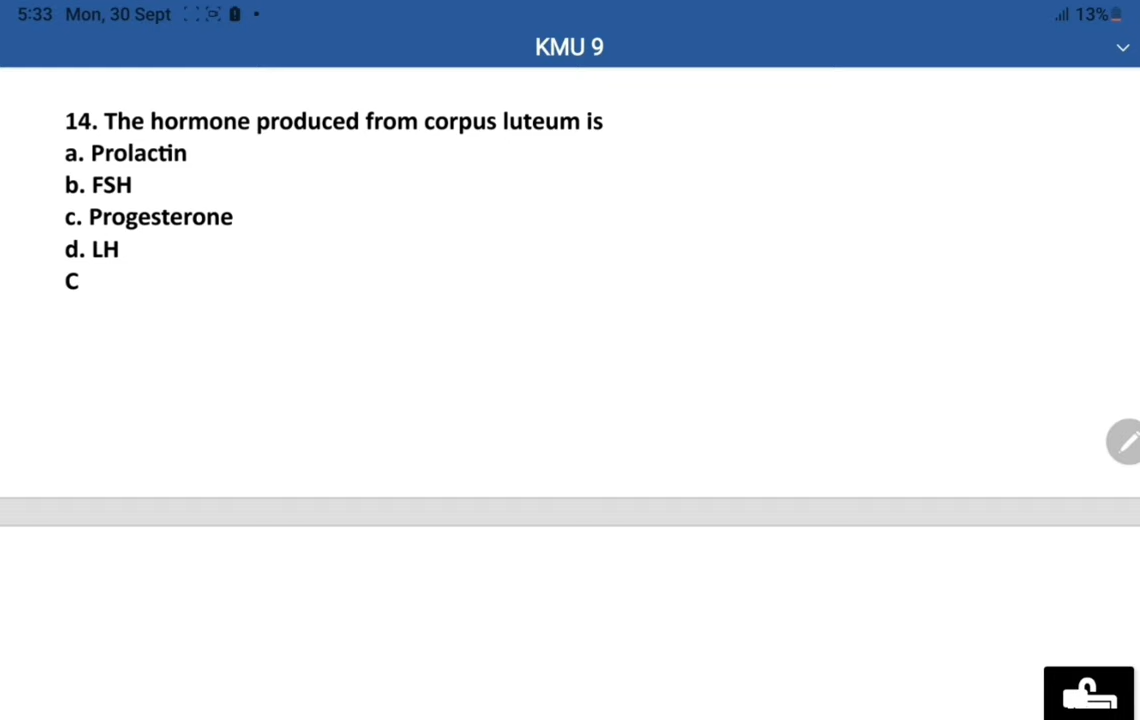 5:33 Mon, 30 Sept 13%
KMU 9
14. The hormone produced from corpus luteum is
a. Prolactin
b. FSH
c. Progesterone
d. LH
C